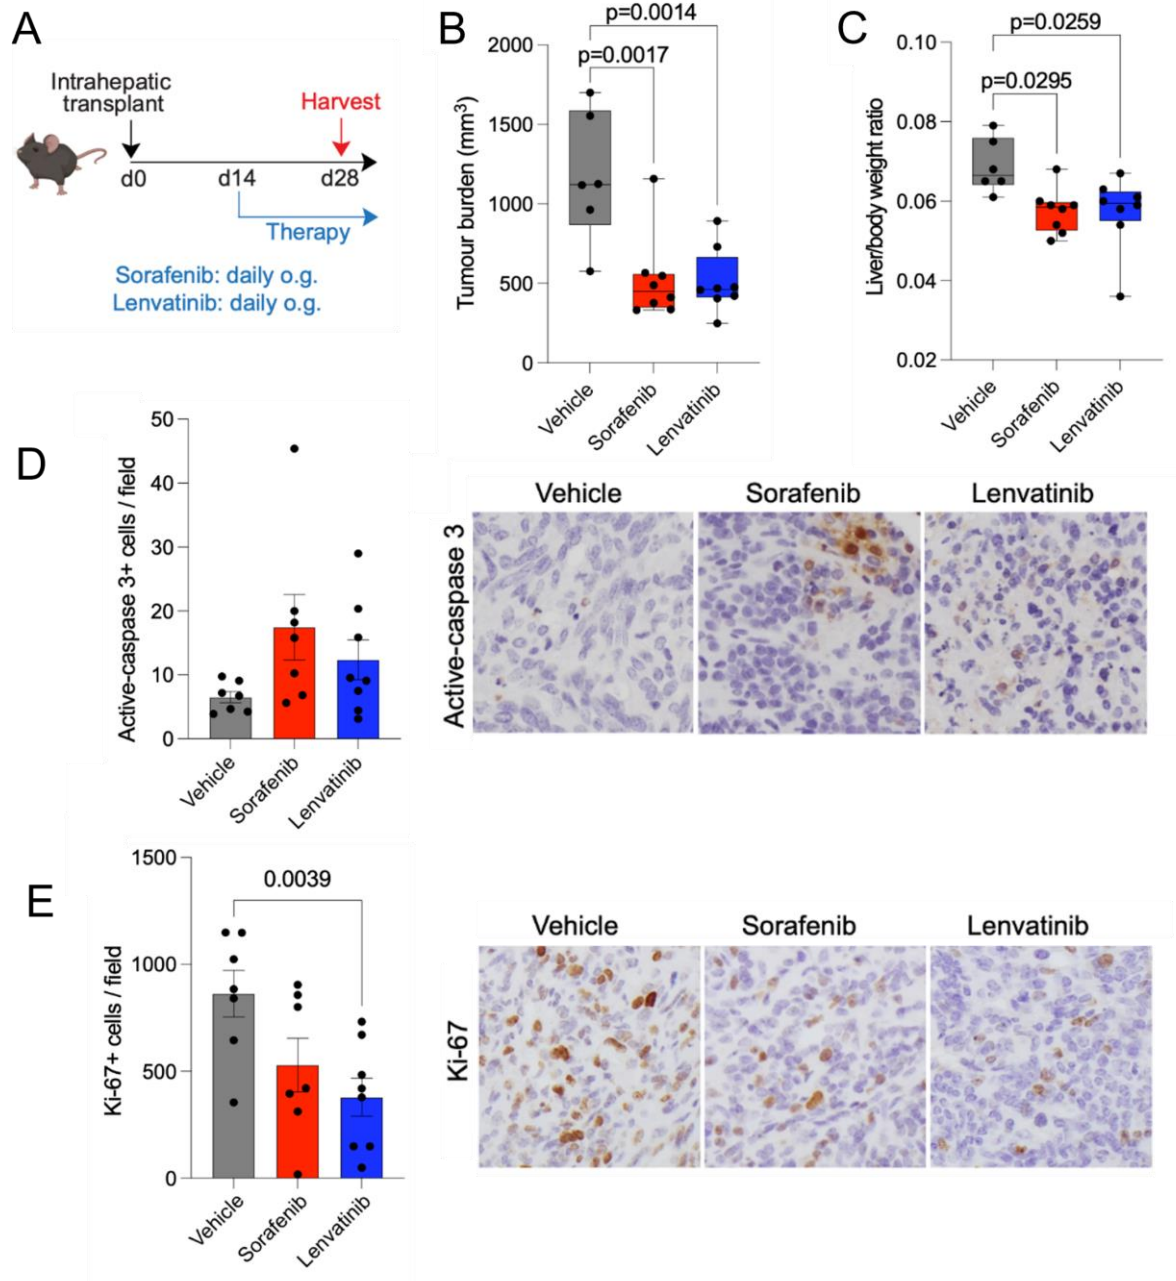 A
Intrahepatic
transplant
Harvest
d0
d14
d28
Therapy
Sorafenib: daily o.g.
Lenvatinib: daily o.g.
B
p=0.0014
p=0.0017
Tumour burden (mm³)
2000
1500
1000
500
0
Vehicle
Sorafenib
Lenvatinib
C
p=0.0259
p=0.0295
Liver/body weight ratio
0.10
0.08
0.06
0.04
0.02
Vehicle
Sorafenib
Lenvatinib
D
Active-caspase 3+ cells / field
50
40
30
20
10
0
Vehicle
Sorafenib
Lenvatinib
Vehicle
Sorafenib
Lenvatinib
Active-caspase 3
E
0.0039
Ki-67+ cells / field
1500
1000
500
0
Vehicle
Sorafenib
Lenvatinib
Vehicle
Sorafenib
Lenvatinib
Ki-67